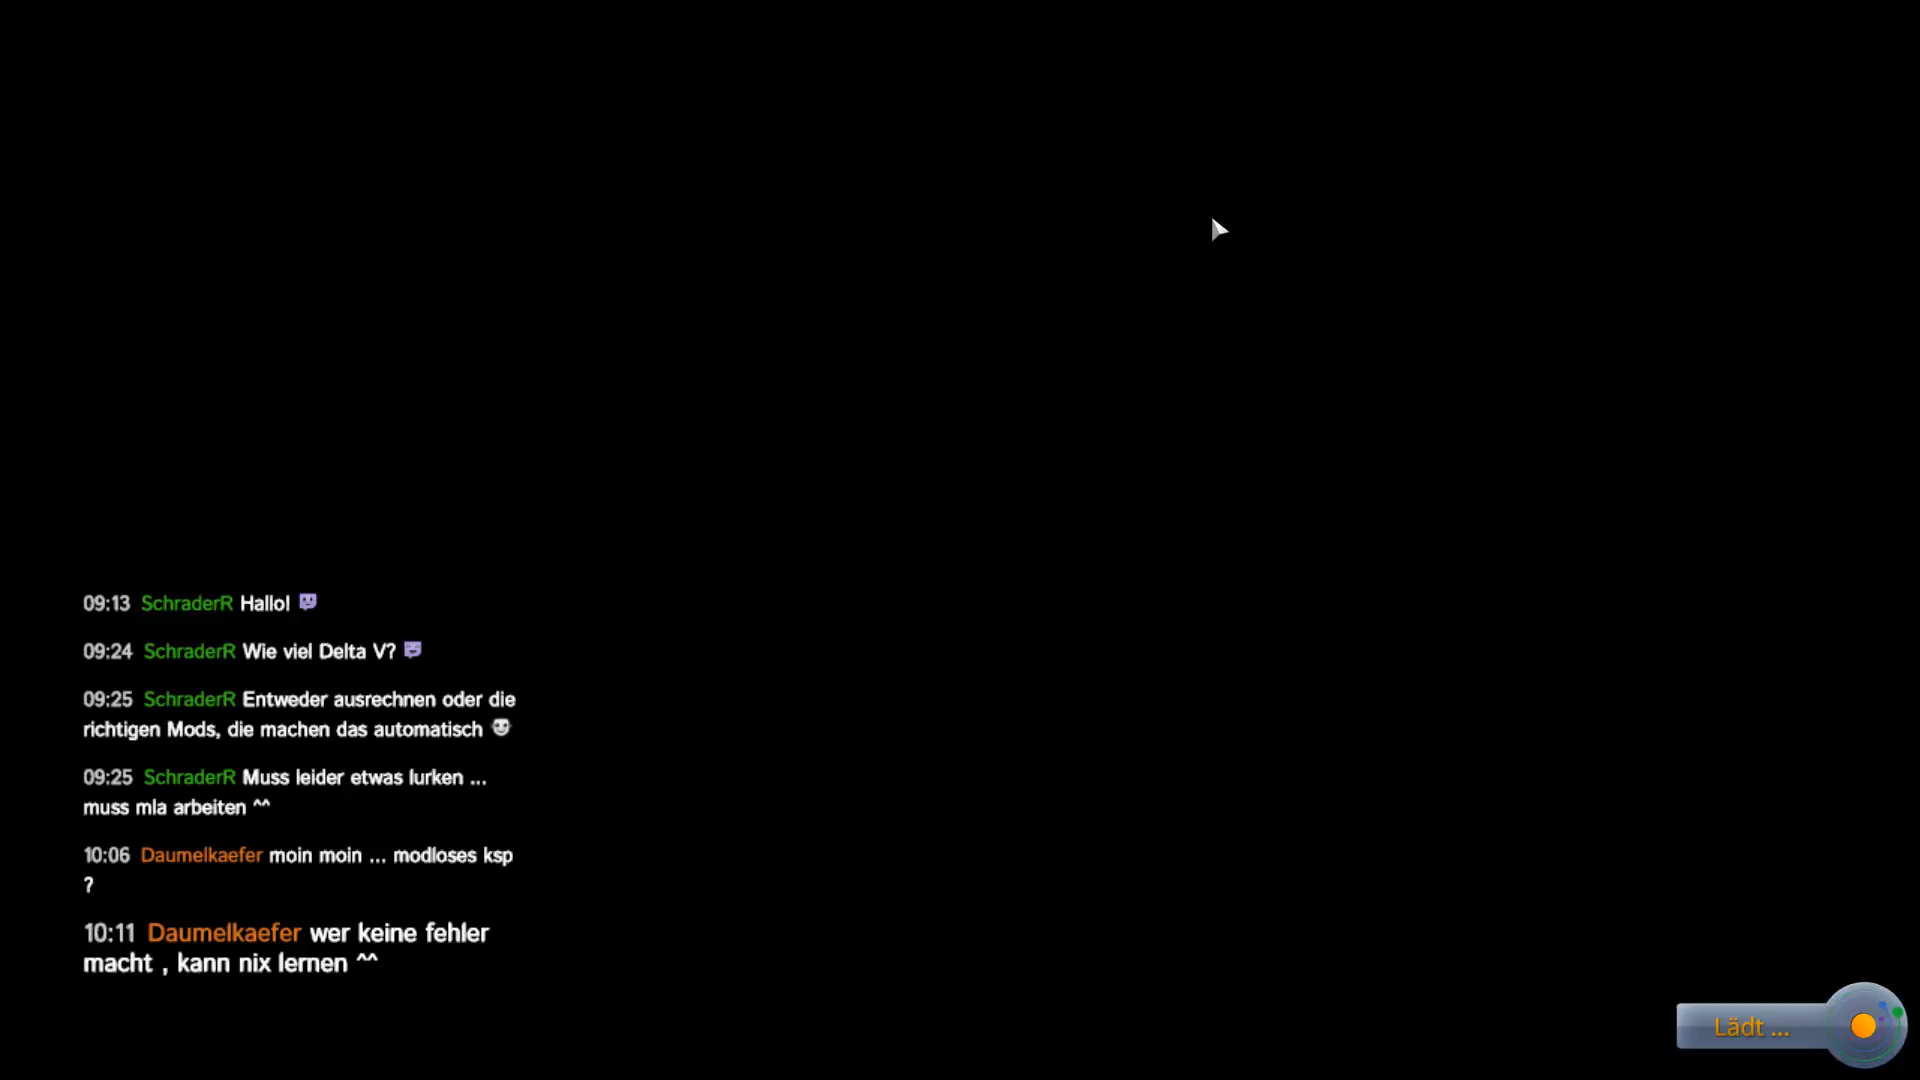 09:13 SchraderR Hallo!
09:24 SchraderR Wie viel Delta V?
09:25 SchraderR Entweder ausrechnen oder die
richtigen Mods, die machen das automatisch
09:25 SchraderR Muss leider etwas lurken ...
muss mla arbeiten ^^
10:06 Daumelkaefer moin moin ... modloses ksp
?
10:11 Daumelkaefer wer keine fehler
macht , kann nix lernen ^^
Lädt ...